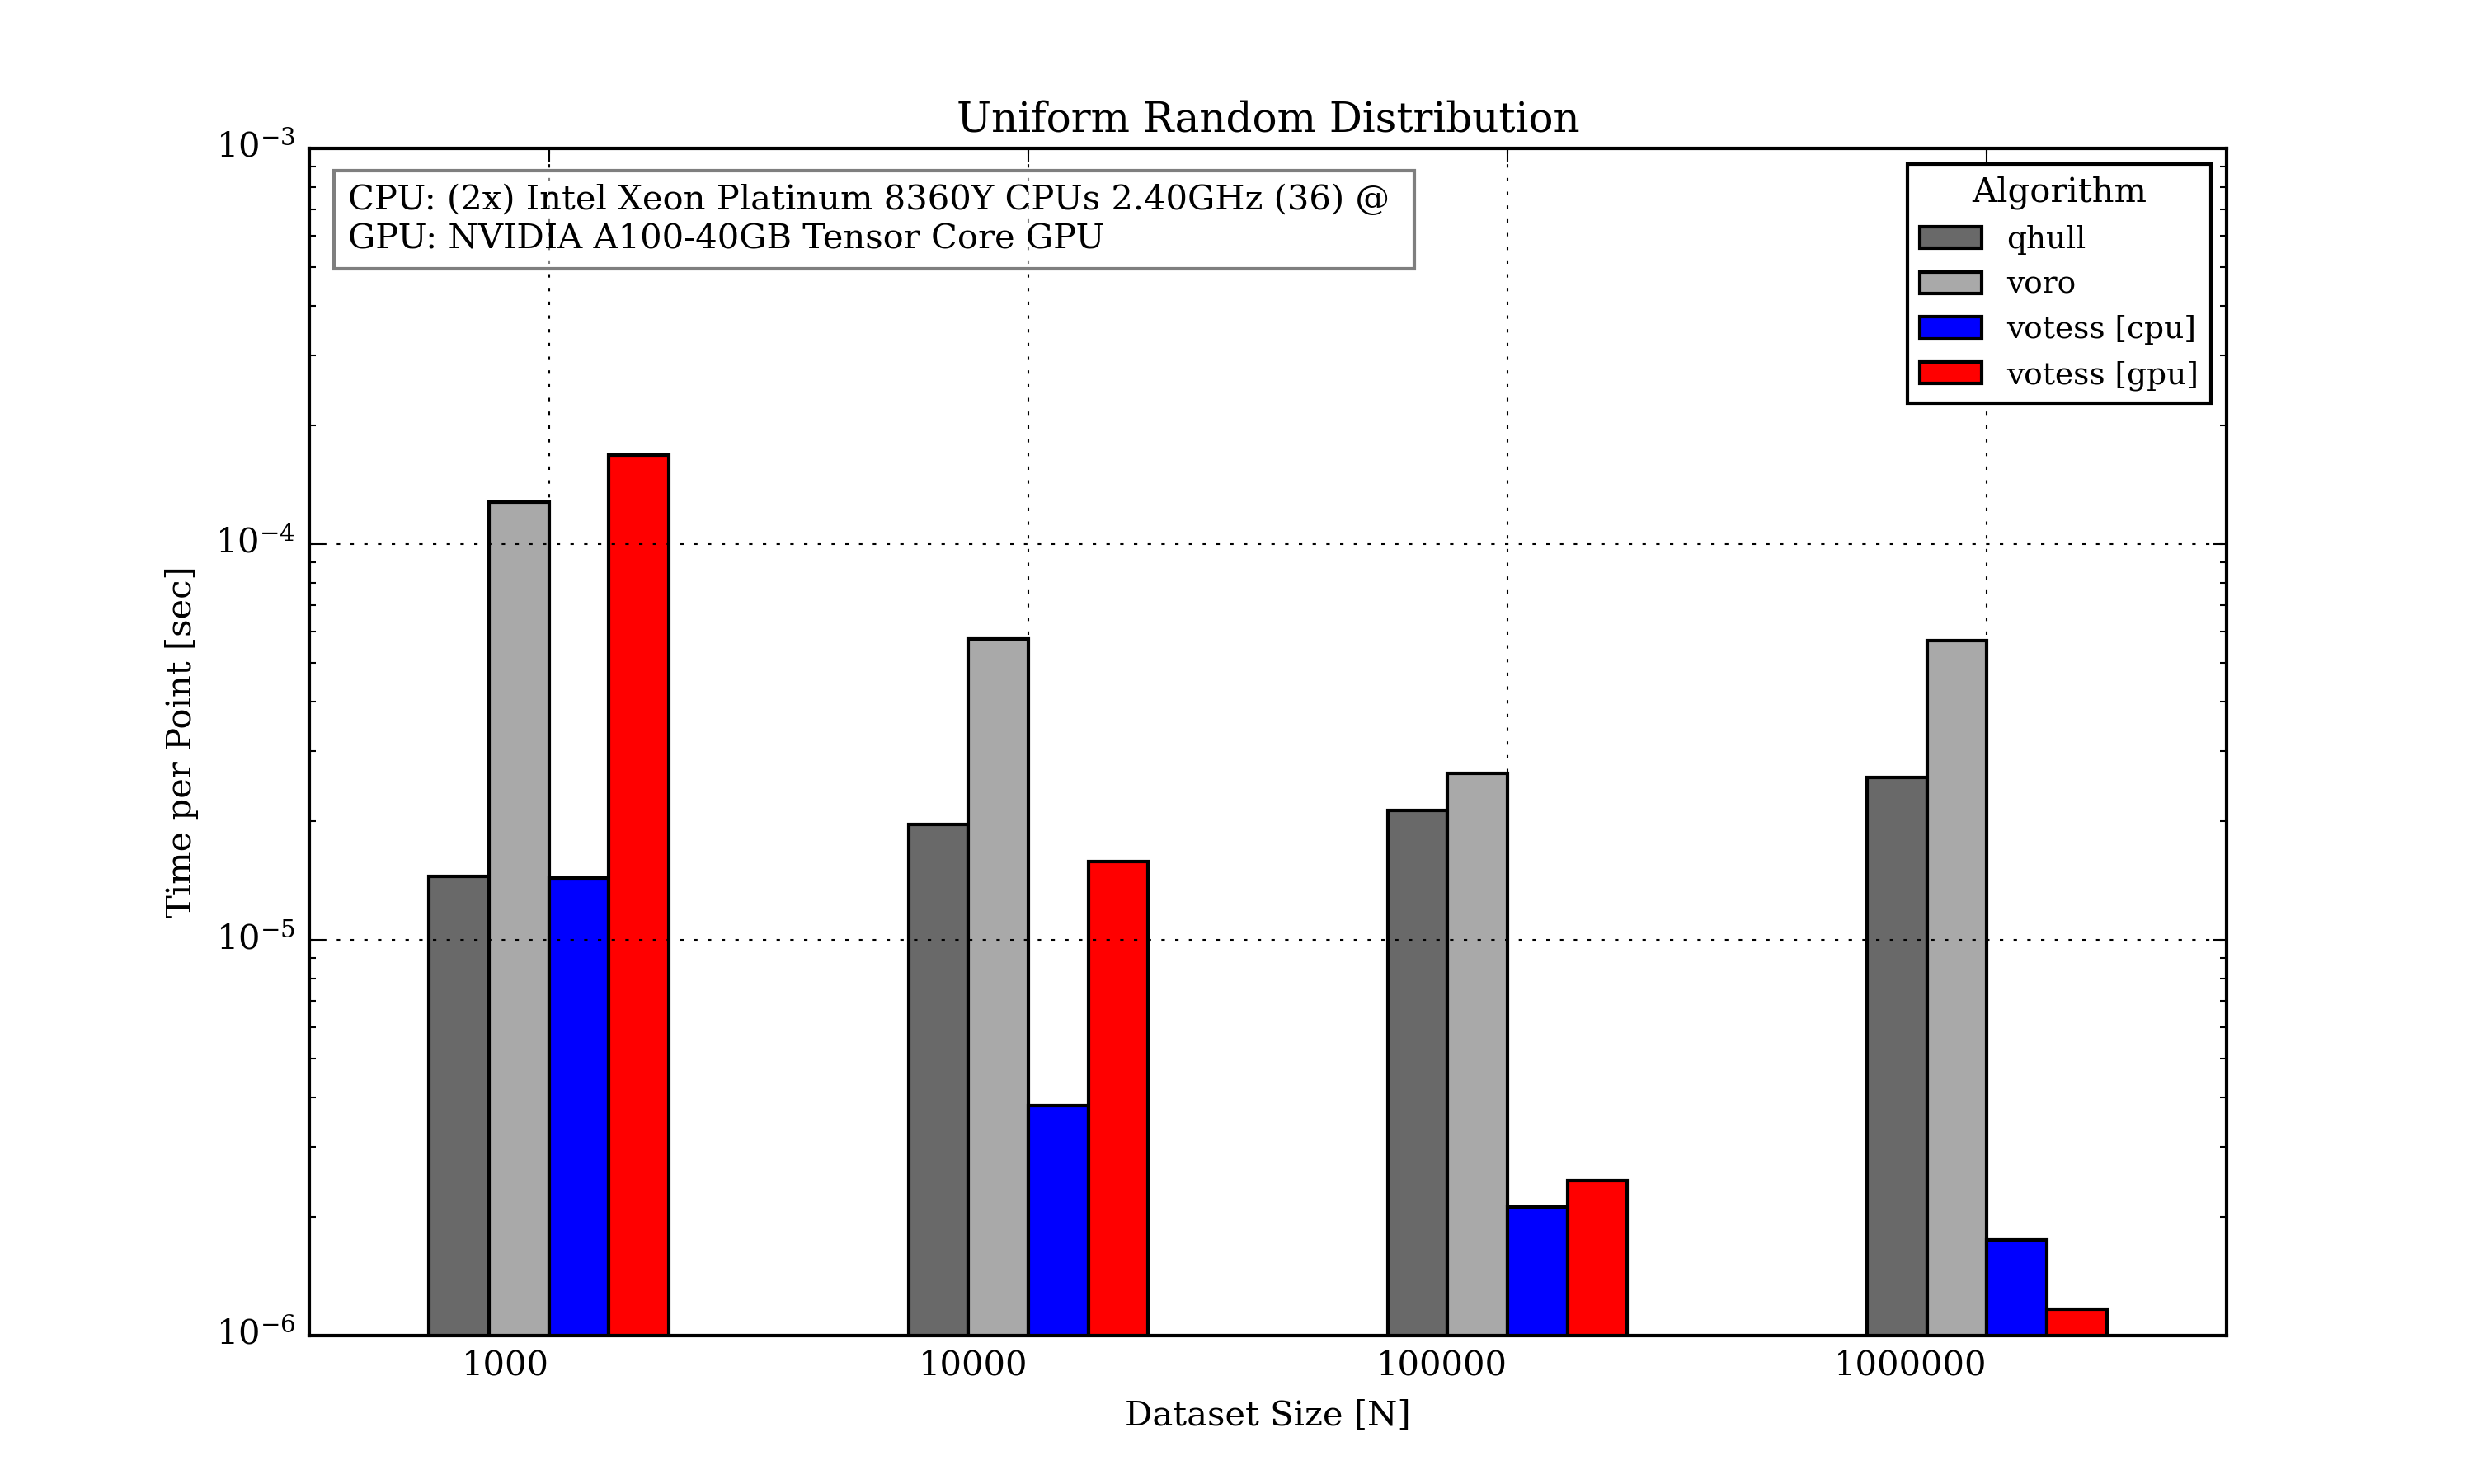 Uniform Random Distribution
10−3
CPU: (2x) Intel Xeon Platinum 8360Y CPUs 2.40GHz (36) @
GPU: NVIDIA A100-40GB Tensor Core GPU
Algorithm
qhull
voro
votess [cpu]
votess [gpu]
10−4
10−5
10−6
Time per Point [sec]
1000
10000
100000
1000000
Dataset Size [N]